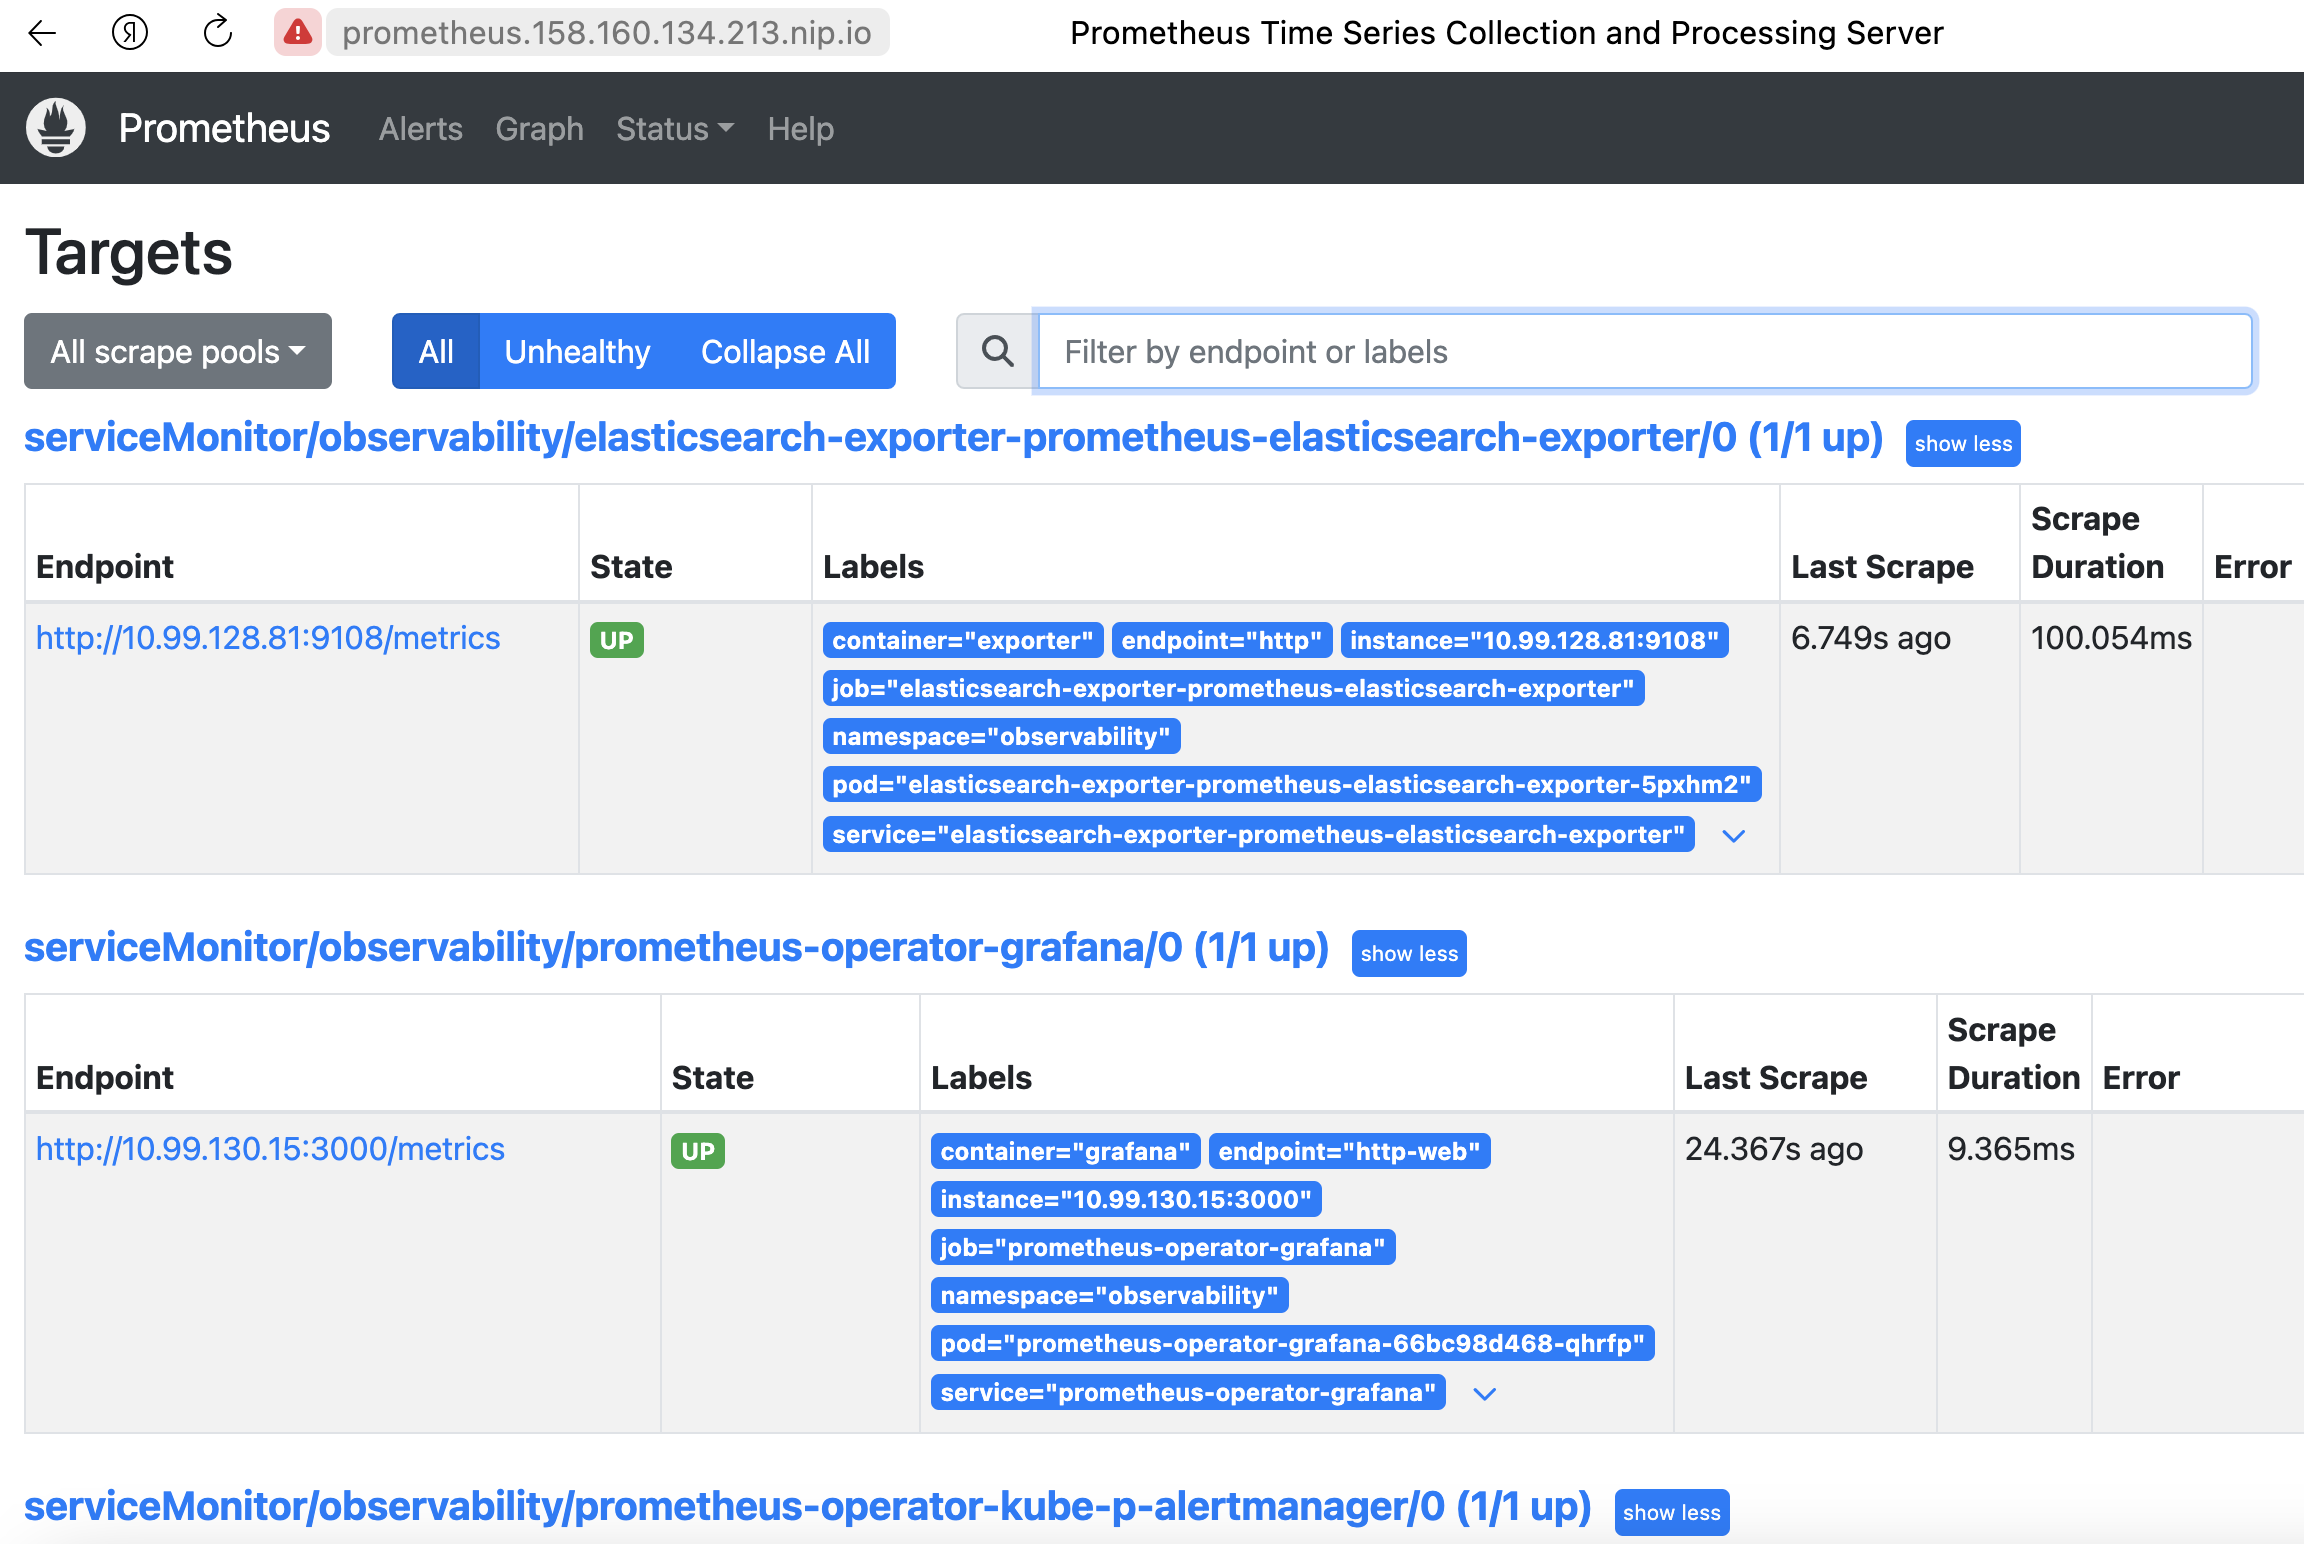 Я prometheus.158.160.134.213.nip.io Prometheus Time Series Collection and Processing Server
Prometheus Alerts Graph Status Help
Targets
All scrape pools All Unhealthy Collapse All Filter by endpoint or labels
serviceMonitor/observability/elasticsearch-exporter-prometheus-elasticsearch-exporter/0 (1/1 up) show less
Endpoint State Labels Last Scrape Scrape Duration Error
http://10.99.128.81:9108/metrics UP container="exporter" endpoint="http" instance="10.99.128.81:9108" 6.749s ago 100.054ms
job="elasticsearch-exporter-prometheus-elasticsearch-exporter"
namespace="observability"
pod="elasticsearch-exporter-prometheus-elasticsearch-exporter-5pxhm2"
service="elasticsearch-exporter-prometheus-elasticsearch-exporter"
serviceMonitor/observability/prometheus-operator-grafana/0 (1/1 up) show less
Endpoint State Labels Last Scrape Scrape Duration Error
http://10.99.130.15:3000/metrics UP container="grafana" endpoint="http-web" 24.367s ago 9.365ms
instance="10.99.130.15:3000"
job="prometheus-operator-grafana"
namespace="observability"
pod="prometheus-operator-grafana-66bc98d468-qhrfp"
service="prometheus-operator-grafana"
serviceMonitor/observability/prometheus-operator-kube-p-alertmanager/0 (1/1 up) show less